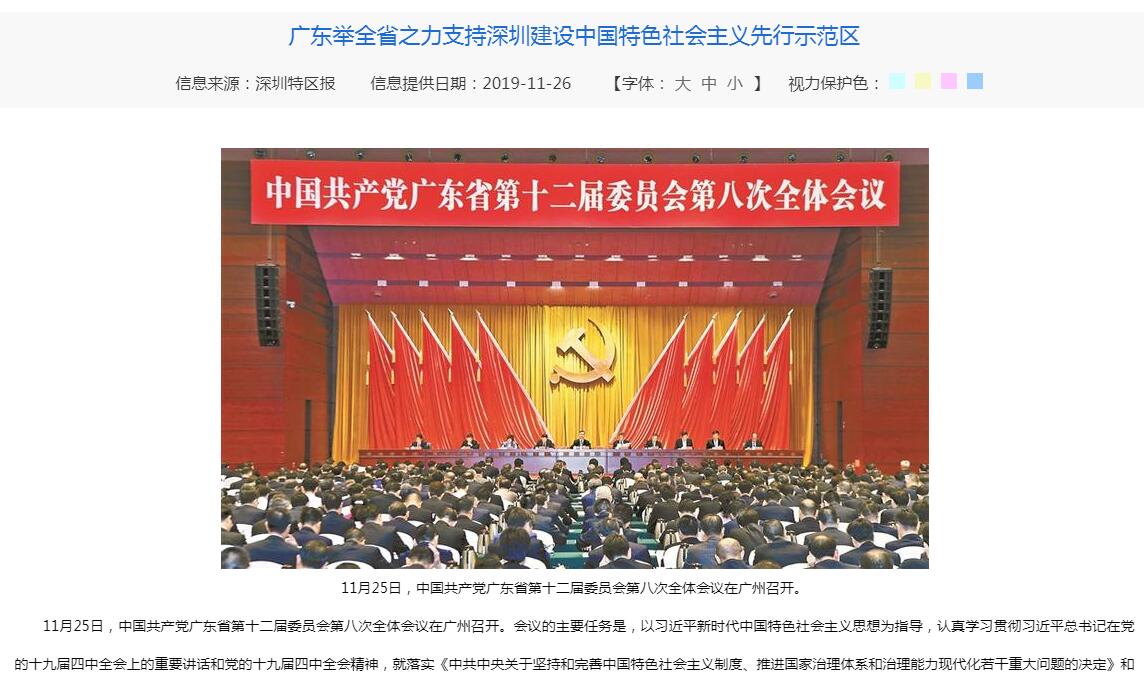 广东举全省之力支持深圳建设中国特色社会主义先行示范区
信息来源：深圳特区报 信息提供日期：2019-11-26 【字体： 大 中 小 】 视力保护色：
中国共产党广东省第十二届委员会第八次全体会议
11月25日，中国共产党广东省第十二届委员会第八次全体会议在广州召开。
11月25日，中国共产党广东省第十二届委员会第八次全体会议在广州召开。会议的主要任务是，以习近平新时代中国特色社会主义思想为指导，认真学习贯彻习近平总书记在党
的十九届四中全会上的重要讲话和党的十九届四中全会精神，就落实《中共中央关于坚持和完善中国特色社会主义制度、推进国家治理体系和治理能力现代化若干重大问题的决定》和